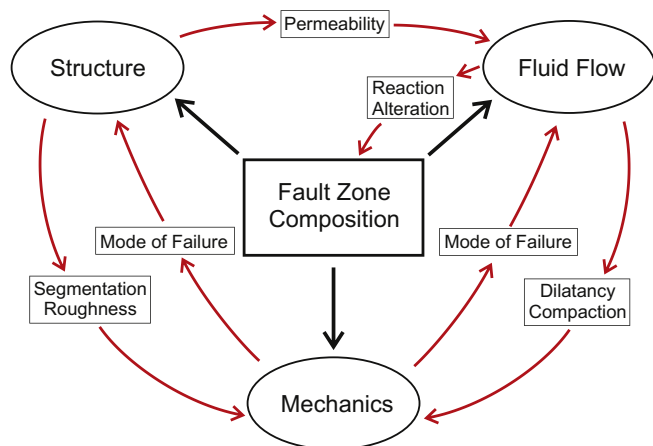 Permeability
Structure
Fluid Flow
Reaction
Alteration
Fault Zone
Composition
Mode of Failure
Mode of Failure
Segmentation
Roughness
Dilatancy
Compaction
Mechanics